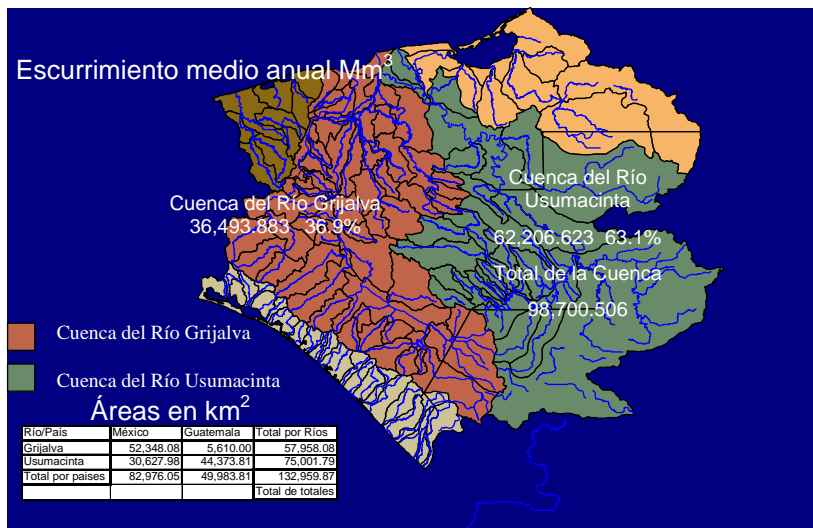 Escurrimiento medio anual Mm³
Cuenca del Río Grijalva
36,493.883 36.9%
Cuenca del Río
Usumacinta
62,206.623 63.1%
Total de la Cuenca
98,700.506
Cuenca del Río Grijalva
Cuenca del Río Usumacinta
Áreas en km²
Río/País México Guatemala Total por Ríos
Grijalva 52,348.08 5,610.00 57,958.08
Usumacinta 30,627.98 44,373.81 75,001.79
Total por paises 82,976.05 49,983.81 132,959.87
Total de totales